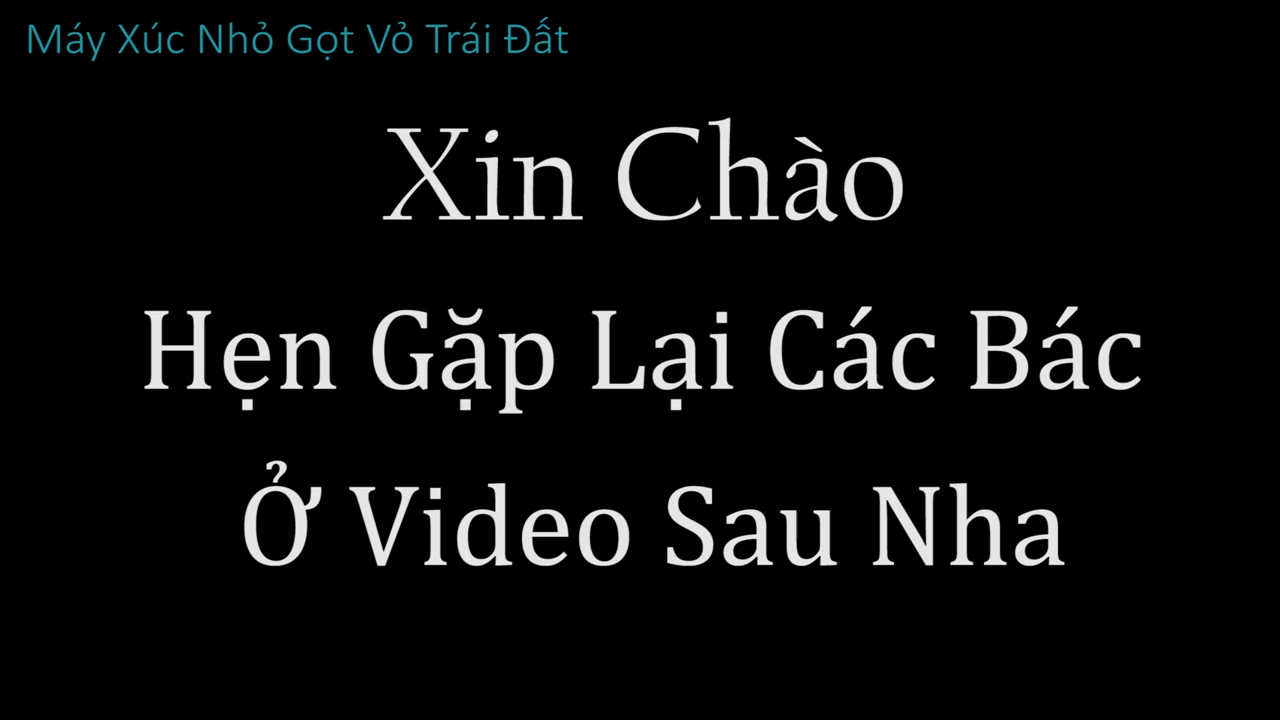 Máy Xúc Nhỏ Gọt Vỏ Trái Đất
Xin Chào
Hẹn Gặp Lại Các Bác
Ở Video Sau Nha